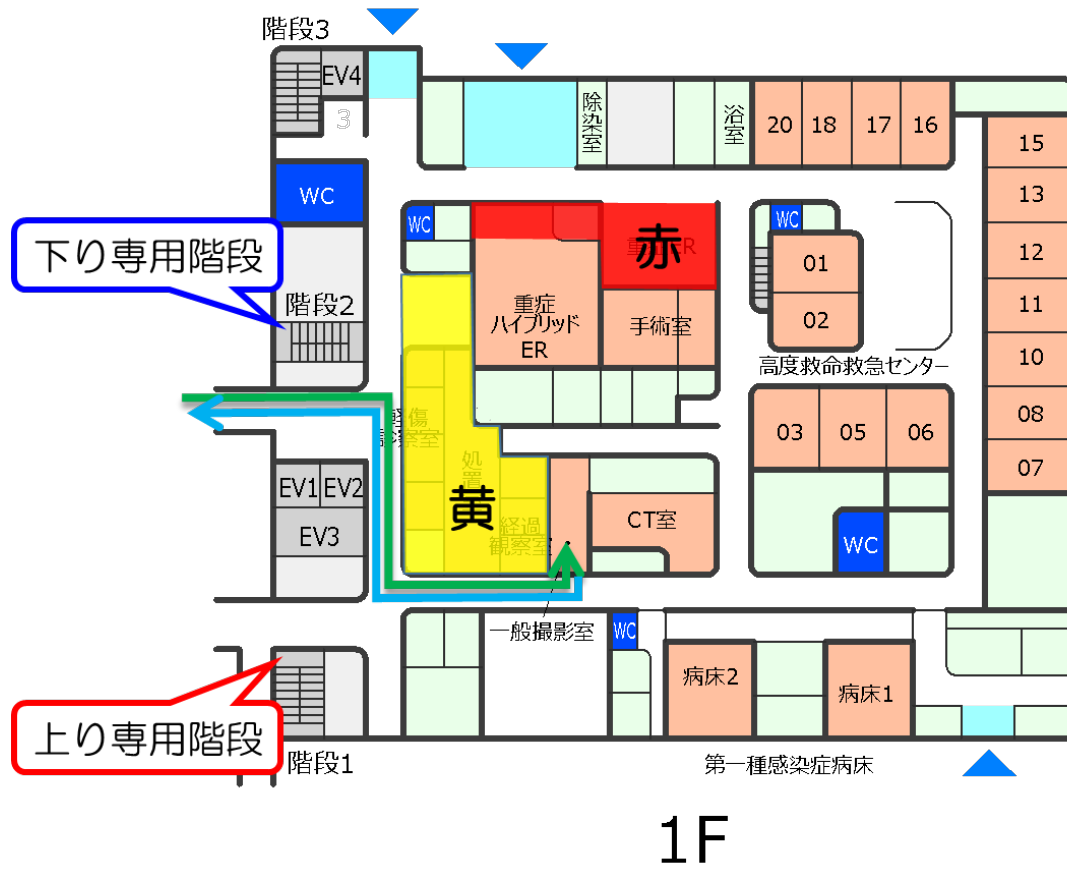 階段3
EV4
3
除染室
浴室
20
18
17
16
15
WC
13
WC
WC
下り専用階段
赤
01
12
階段2
重症
ハイブリッド
ER
手術室
02
11
高度救命救急センター
10
軽傷
診察室
03
05
06
08
処置
07
EV1
EV2
黄
CT室
EV3
経過
観察室
WC
一般撮影室
WC
病床2
病床1
上り専用階段
階段1
第一種感染症病床
1F